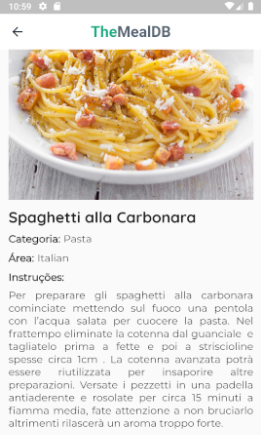 10:59
TheMealDB
Spaghetti alla Carbonara
Categoria: Pasta
Área: Italian
Instruções:
Per preparare gli spaghetti alla carbonara
cominciate mettendo sul fuoco una pentola
con l’acqua salata per cuocere la pasta. Nel
frattempo eliminate la cotenna dal guanciale e
tagliatelo prima a fette e poi a striscioline
spesse circa 1cm . La cotenna avanzata potrà
essere riutilizzata per insaporire altre
preparazioni. Versate i pezzetti in una padella
antiaderente e rosolate per circa 15 minuti a
fiamma media, fate attenzione a non bruciarlo
altrimenti rilascerà un aroma troppo forte.